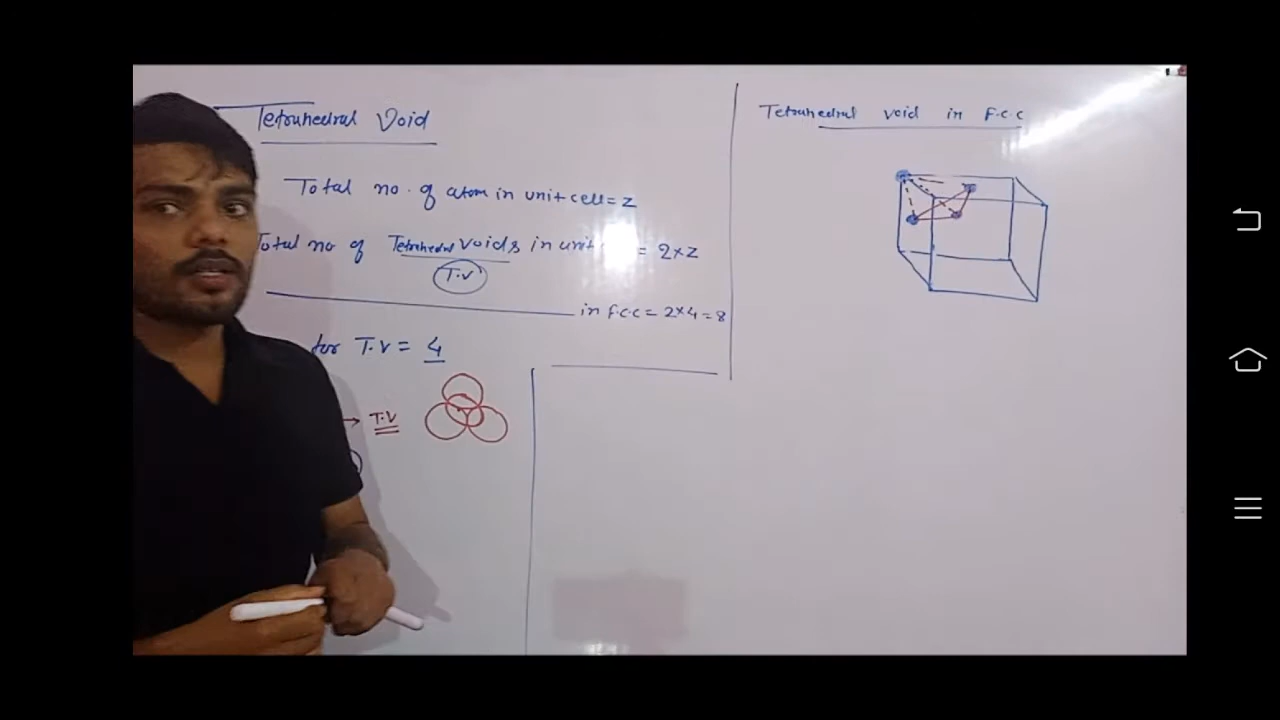 Tetrahedral Void
Total no. of atom in unit cell = Z
Total no of Tetrahedral voids in unit = 2×Z
T.V
in F.C.C = 2×4 = 8
for T.V = 4
→ T.V
Tetrahedral void in F.C.C